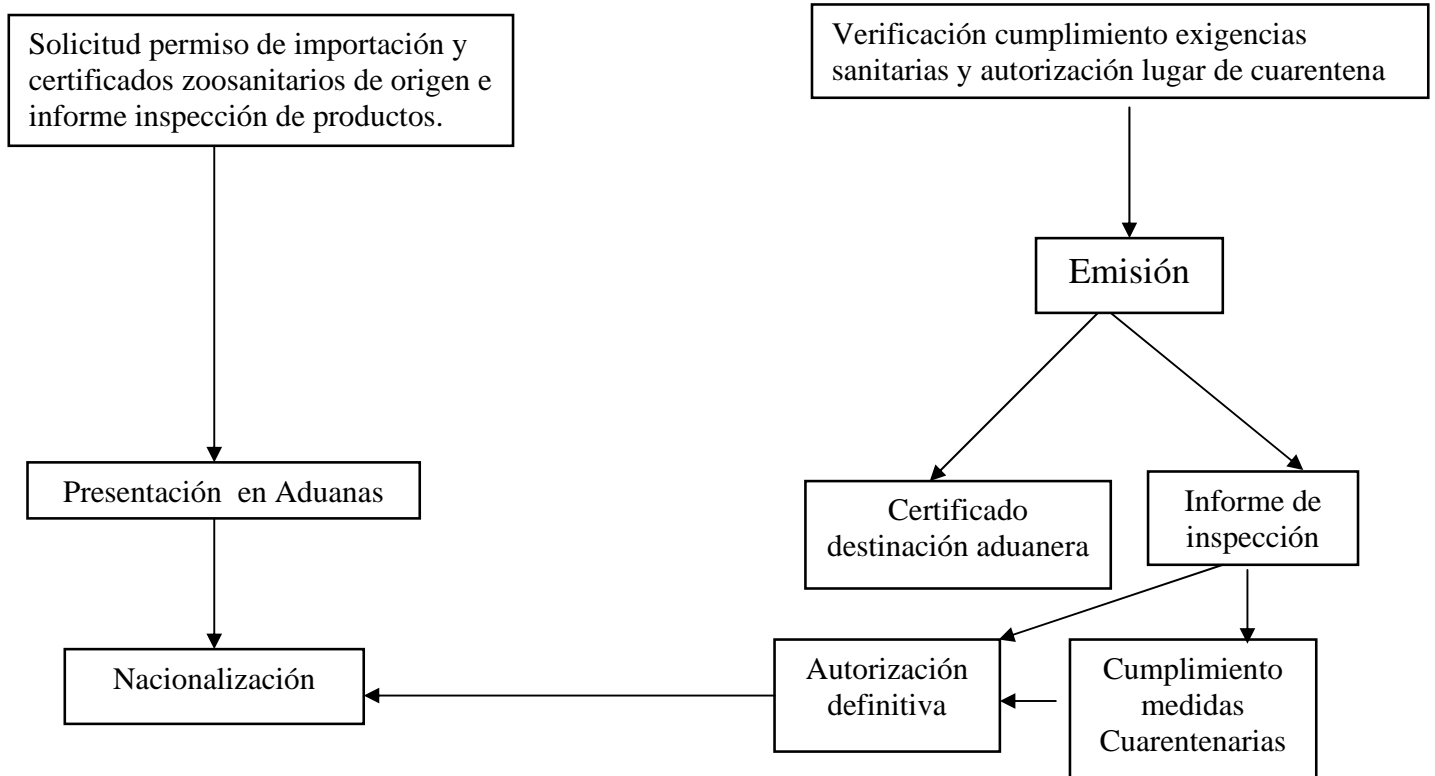 Solicitud permiso de importación y
certificados zoosanitarios de origen e
informe inspección de productos.
Verificación cumplimiento exigencias
sanitarias y autorización lugar de cuarentena
Emisión
Presentación en Aduanas
Certificado
destinación aduanera
Informe de
inspección
Nacionalización
Autorización
definitiva
Cumplimiento
medidas
Cuarentenarias